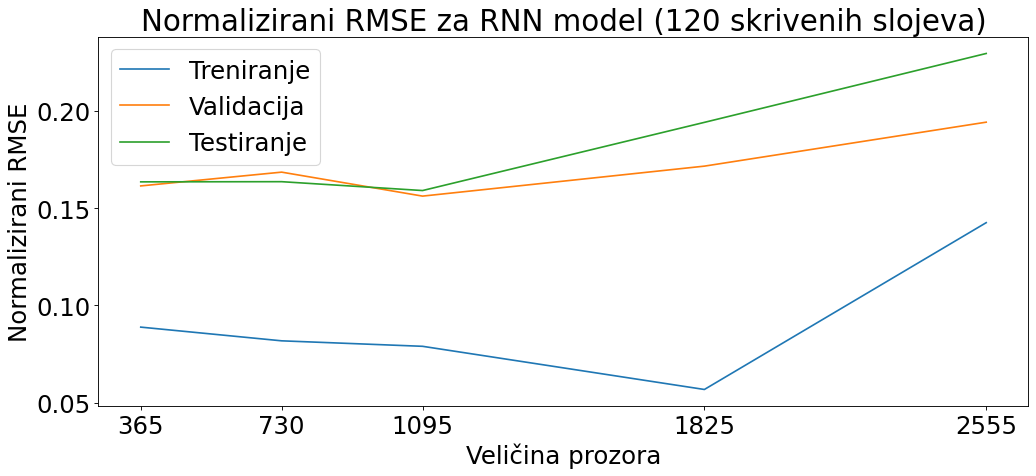 Normalizirani RMSE za RNN model (120 skrivenih slojeva)
Treniranje
Validacija
Testiranje
Normalizirani RMSE
0.20
0.15
0.10
0.05
365 730 1095 1825 2555
Veličina prozora